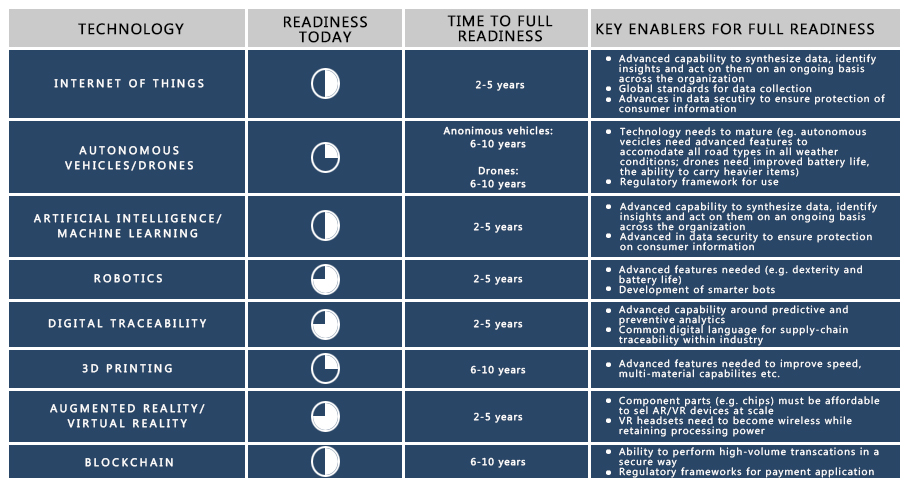 TECHNOLOGY
READINESS
TODAY
TIME TO FULL
READINESS
KEY ENABLERS FOR FULL READINESS
INTERNET OF THINGS
2-5 years
Advanced capability to synthesize data, identify
insights and act on them on an ongoing basis
across the organization
Global standards for data collection
Advances in data secutiry to ensure protection of
consumer information
AUTONOMOUS
VEHICLES/DRONES
Anonimous vehicles:
6-10 years
Drones:
6-10 years
Technology needs to mature (eg. autonomous
vecicles need advanced features to
accomodate all road types in all weather
conditions; drones need improved battery life,
the ability to carry heavier items)
Regulatory framework for use
ARTIFICIAL INTELLIGENCE/
MACHINE LEARNING
2-5 years
Advanced capability to synthesize data, identify
insights and act on them on an ongoing basis
across the organization
Advanced in data security to ensure protection
on consumer information
ROBOTICS
2-5 years
Advanced features needed (e.g. dexterity and
battery life)
Development of smarter bots
DIGITAL TRACEABILITY
2-5 years
Advanced capability around predictive and
preventive analytics
Common digital language for supply-chain
traceability within industry
3D PRINTING
6-10 years
Advanced features needed to improve speed,
multi-material capabilites etc.
AUGMENTED REALITY/
VIRTUAL REALITY
2-5 years
Component parts (e.g. chips) must be affordable
to sel AR/VR devices at scale
VR headsets need to become wireless while
retaining processing power
BLOCKCHAIN
6-10 years
Ability to perform high-volume transcations in a
secure way
Regulatory frameworks for payment application